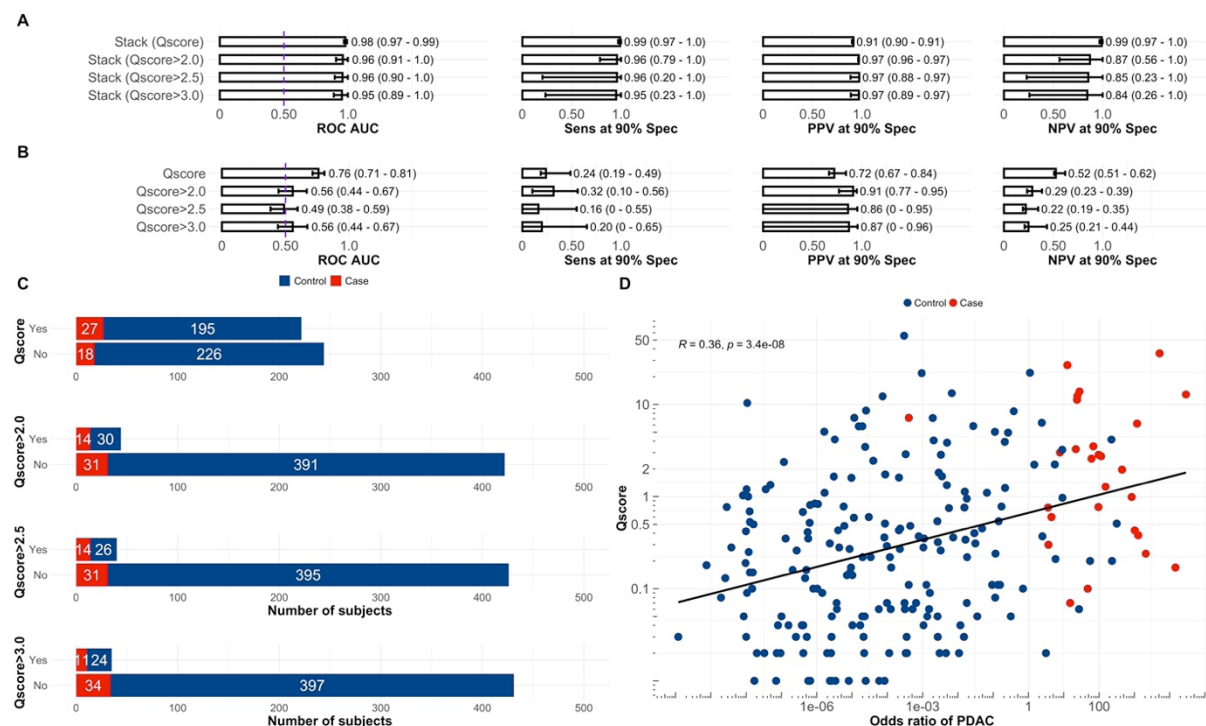 A
Stack (Qscore)
Stack (Qscore>2.0)
Stack (Qscore>2.5)
Stack (Qscore>3.0)
0.98 (0.97 - 0.99)
0.96 (0.91 - 1.0)
0.96 (0.90 - 1.0)
0.95 (0.89 - 1.0)
0 0.50 1.0
ROC AUC
0.99 (0.97 - 1.0)
0.96 (0.79 - 1.0)
0.96 (0.20 - 1.0)
0.95 (0.23 - 1.0)
0 0.50 1.0
Sens at 90% Spec
0.91 (0.90 - 0.91)
0.97 (0.96 - 0.97)
0.97 (0.88 - 0.97)
0.97 (0.89 - 0.97)
0 0.50 1.0
PPV at 90% Spec
0.99 (0.97 - 1.0)
0.87 (0.56 - 1.0)
0.85 (0.23 - 1.0)
0.84 (0.26 - 1.0)
0 0.50 1.0
NPV at 90% Spec
B
Qscore
Qscore>2.0
Qscore>2.5
Qscore>3.0
0.76 (0.71 - 0.81)
0.56 (0.44 - 0.67)
0.49 (0.38 - 0.59)
0.56 (0.44 - 0.67)
0 0.50 1.0
ROC AUC
0.24 (0.19 - 0.49)
0.32 (0.10 - 0.56)
0.16 (0 - 0.55)
0.20 (0 - 0.65)
0 0.50 1.0
Sens at 90% Spec
0.72 (0.67 - 0.84)
0.91 (0.77 - 0.95)
0.86 (0 - 0.95)
0.87 (0 - 0.96)
0 0.50 1.0
PPV at 90% Spec
0.52 (0.51 - 0.62)
0.29 (0.23 - 0.39)
0.22 (0.19 - 0.35)
0.25 (0.21 - 0.44)
0 0.50 1.0
NPV at 90% Spec
C
Control Case
Qscore
Yes 27 195
No 18 226
0 100 200 300 400 500
Qscore>2.0
Yes 14 30
No 31 391
0 100 200 300 400 500
Qscore>2.5
Yes 14 26
No 31 395
0 100 200 300 400 500
Number of subjects
Qscore>3.0
Yes 11 24
No 34 397
0 100 200 300 400 500
Number of subjects
D
Control Case
R = 0.36, p = 3.4e-08
Qscore
50
10
2
1
0.5
0.1
1e-06 1e-03 1 100
Odds ratio of PDAC